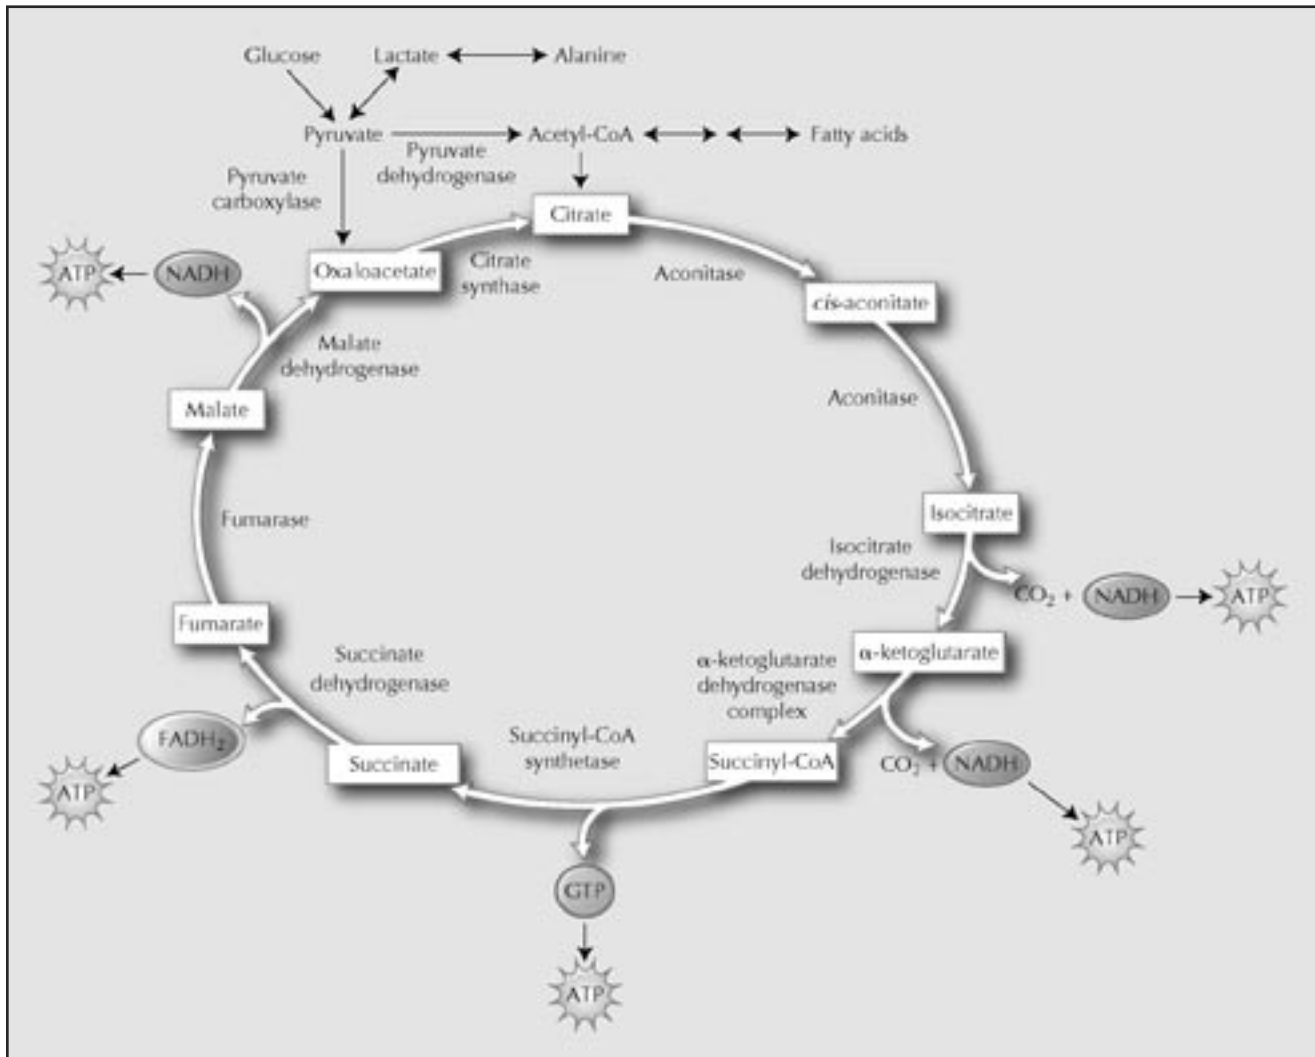 Glucose
Lactate
Alanine
Pyruvate
Acetyl-CoA
Fatty acids
Pyruvate
dehydrogenase
Pyruvate
carboxylase
Citrate
ATP
NADH
Oxaloacetate
Citrate
synthase
Aconitase
cis-aconitate
Malate
dehydrogenase
Malate
Aconitase
Fumarase
Isocitrate
Isocitrate
dehydrogenase
CO₂ +
NADH
ATP
Fumarate
Succinate
dehydrogenase
α-ketoglutarate
dehydrogenase
complex
α-ketoglutarate
FADH₂
ATP
Succinate
Succinyl-CoA
synthetase
Succinyl-CoA
CO₂ +
NADH
ATP
GTP
ATP